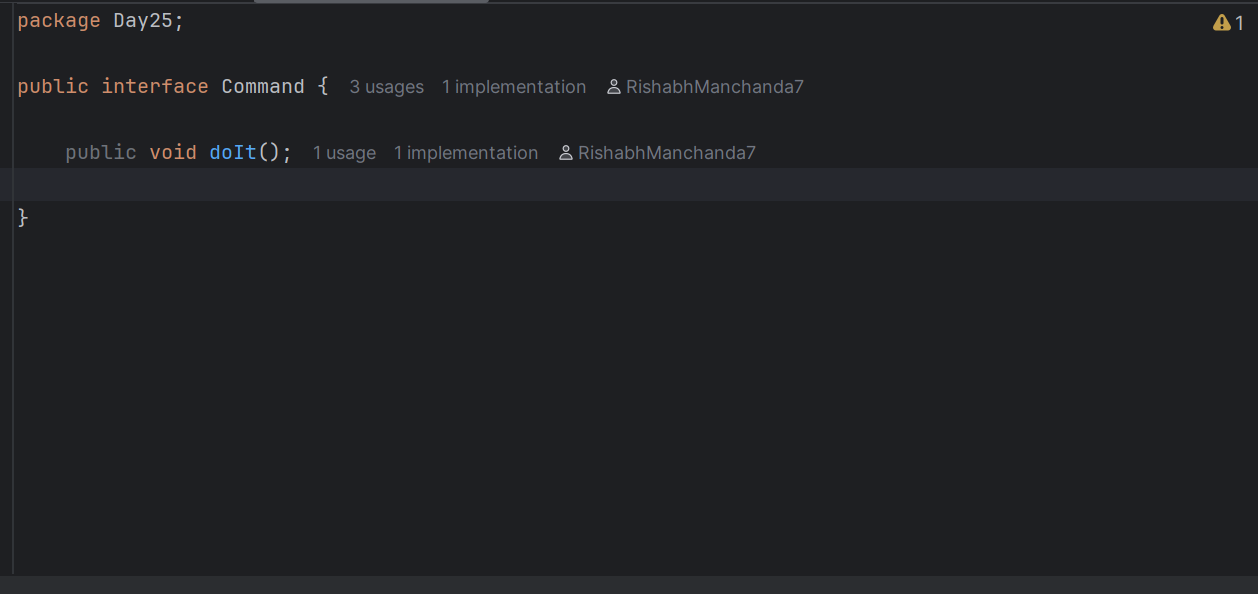 package Day25;
1
public interface Command { 3 usages 1 implementation RishabhManchanda7
public void doIt(); 1 usage 1 implementation RishabhManchanda7
}